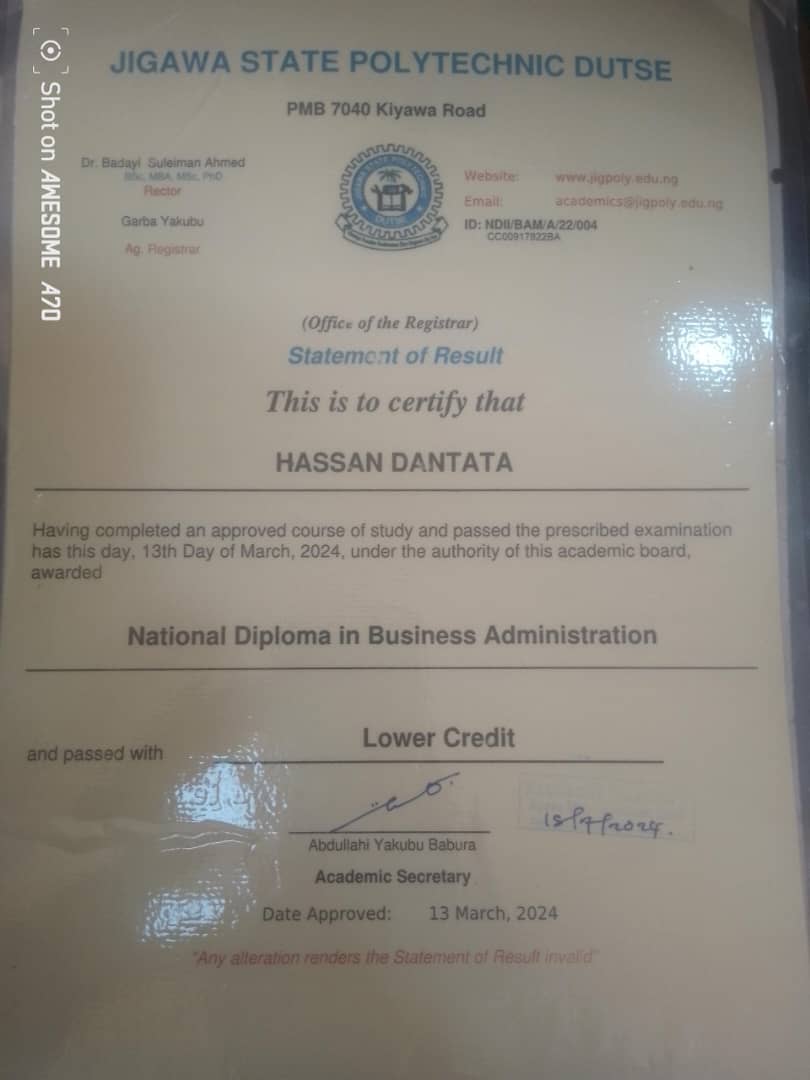 Shot on AWESOME A70
JIGAWA STATE POLYTECHNIC DUTSE
PMB 7040 Kiyawa Road
Dr. Badayi Suleiman Ahmed
BSc, MBA, MSc, PhD
Rector
Garba Yakubu
Ag. Registrar
JIGAWA STATE POLYTECHNIC
DUTSE
Website: www.jigpoly.edu.ng
Email: academics@jigpoly.edu.ng
ID: NDII/BAM/A/22/004
CC00917822BA
(Office of the Registrar)
Statement of Result
This is to certify that
HASSAN DANTATA
Having completed an approved course of study and passed the prescribed examination
has this day, 13th Day of March, 2024, under the authority of this academic board,
awarded
National Diploma in Business Administration
Lower Credit
and passed with
15/7/2024.
Abdullahi Yakubu Babura
Academic Secretary
Date Approved: 13 March, 2024
"Any alteration renders the Statement of Result invalid"